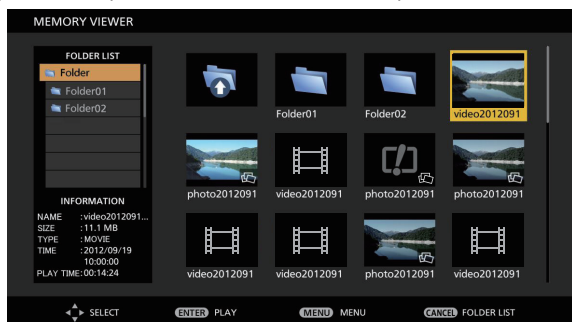 MEMORY VIEWER
FOLDER LIST
Folder
Folder01
Folder02
Folder01
Folder02
video2012091
photo2012091
video2012091
photo2012091
photo2012091
video2012091
video2012091
photo2012091
video2012091
INFORMATION
NAME :video2012091...
SIZE :11.1 MB
TYPE :MOVIE
TIME :2012/09/19
10:00:00
PLAY TIME:00:14:24
SELECT ENTER PLAY MENU MENU CANCEL FOLDER LIST